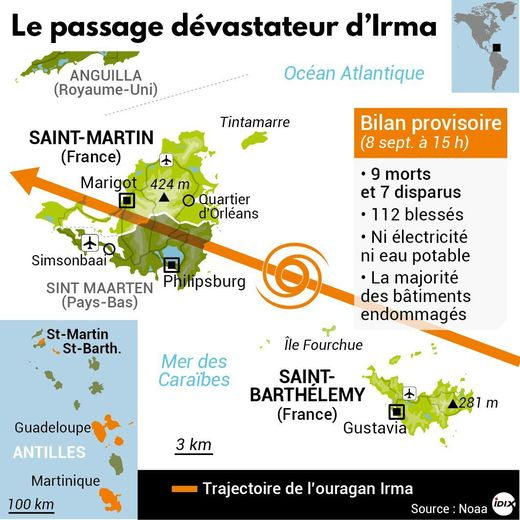 Le passage dévastateur d'Irma
ANGUILLA
(Royaume-Uni)
Océan Atlantique
Tintamarre
SAINT-MARTIN
(France)
Marigot
424 m
Quartier
d'Orléans
Simsonbaai
Philipsburg
SINT MAARTEN
(Pays-Bas)
Bilan provisoire
(8 sept. à 15 h)
• 9 morts
et 7 disparus
• 112 blessés
• Ni électricité
ni eau potable
• La majorité
des bâtiments
endommagés
Île Fourchue
Mer des
Caraïbes
SAINT-
BARTHÉLEMY
(France)
281 m
Gustavia
3 km
St-Martin
St-Barth.
Guadeloupe
ANTILLES
Martinique
100 km
Trajectoire de l'ouragan Irma
Source : Noaa
idix